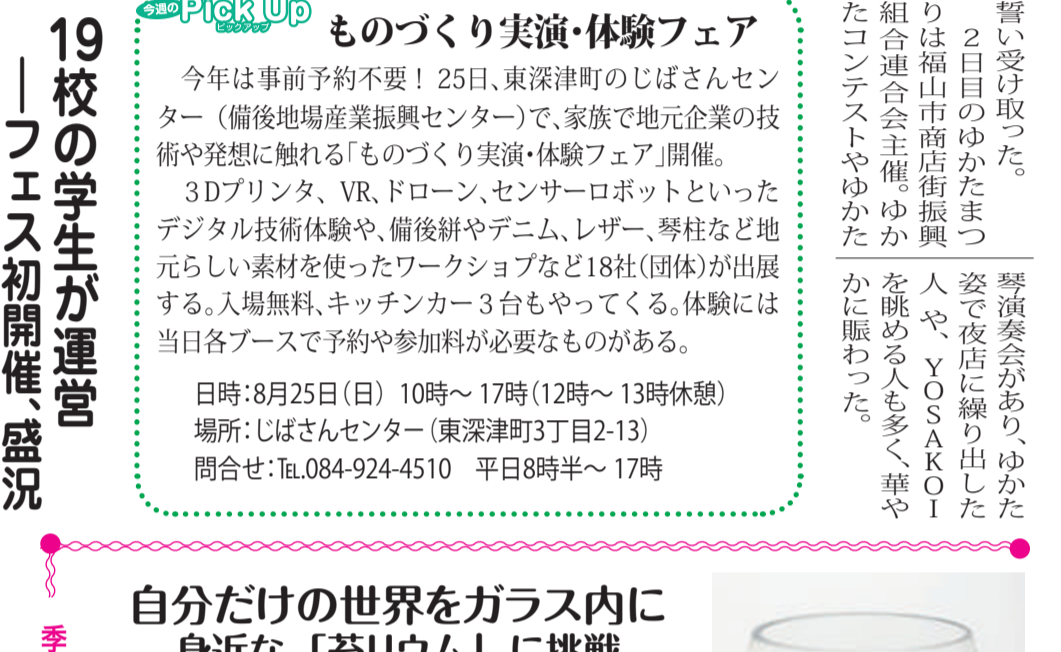 誓い受け取った。
２日目のゆかたまつ
りは福山市商店街振興
組合連合会主催。ゆか
たコンテストやゆかた
琴演奏会があり、ゆかた
姿で夜店に繰り出した
人や、ＹＯＳＡＫＯＩ
を眺める人も多く、華や
かに賑わった。
今週の Pick Up
ピックアップ
ものづくり実演・体験フェア
今年は事前予約不要！ 25日、東深津町のじばさんセン
ター（備後地場産業振興センター）で、家族で地元企業の技
術や発想に触れる「ものづくり実演・体験フェア」開催。
３Dプリンタ、VR、ドローン、センサーロボットといった
デジタル技術体験や、備後絣やデニム、レザー、琴柱など地
元らしい素材を使ったワークショップなど18社（団体）が出展
する。入場無料、キッチンカー３台もやってくる。体験には
当日各ブースで予約や参加料が必要なものがある。
日時：8月25日（日） 10時～17時（12時～13時休憩）
場所：じばさんセンター（東深津町3丁目2-13）
問合せ：℡084-924-4510　平日8時半～17時
19校の学生が運営
―フェス初開催、盛況
季
自分だけの世界をガラス内に
身近な「苔リウム」に挑戦